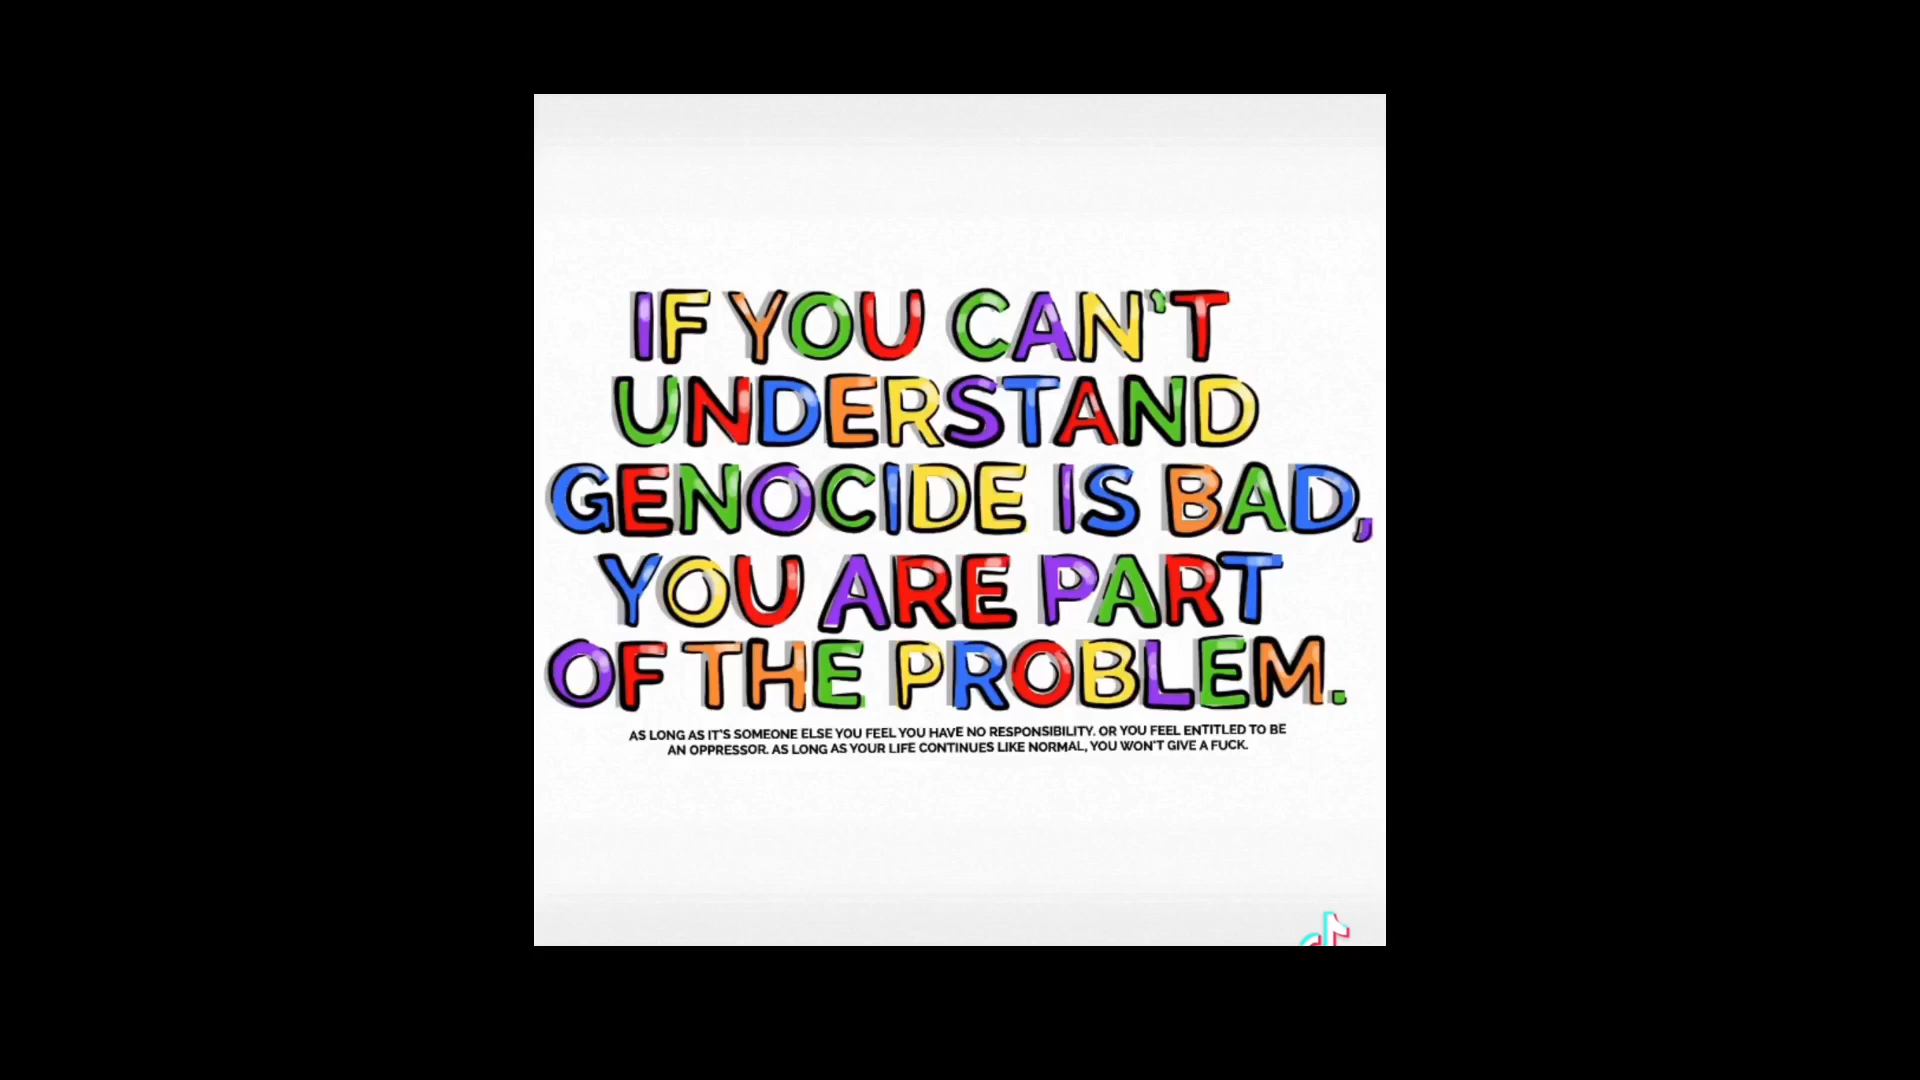 IF YOU CAN'T
UNDERSTAND
GENOCIDE IS BAD,
YOU ARE PART
OF THE PROBLEM.
AS LONG AS IT'S SOMEONE ELSE YOU FEEL YOU HAVE NO RESPONSIBILITY. OR YOU FEEL ENTITLED TO BE
AN OPPRESSOR. AS LONG AS YOUR LIFE CONTINUES LIKE NORMAL, YOU WON'T GIVE A FUCK.